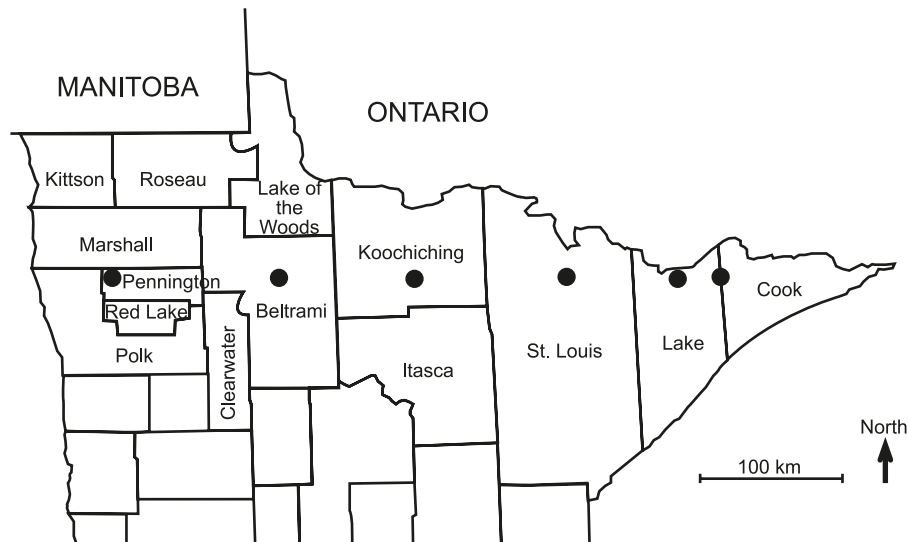 MANITOBA
ONTARIO
Kittson
Roseau
Lake of
the
Woods
Marshall
Koochiching
Pennington
Red Lake
Beltrami
Cook
Polk
Clearwater
Itasca
St. Louis
Lake
North
100 km